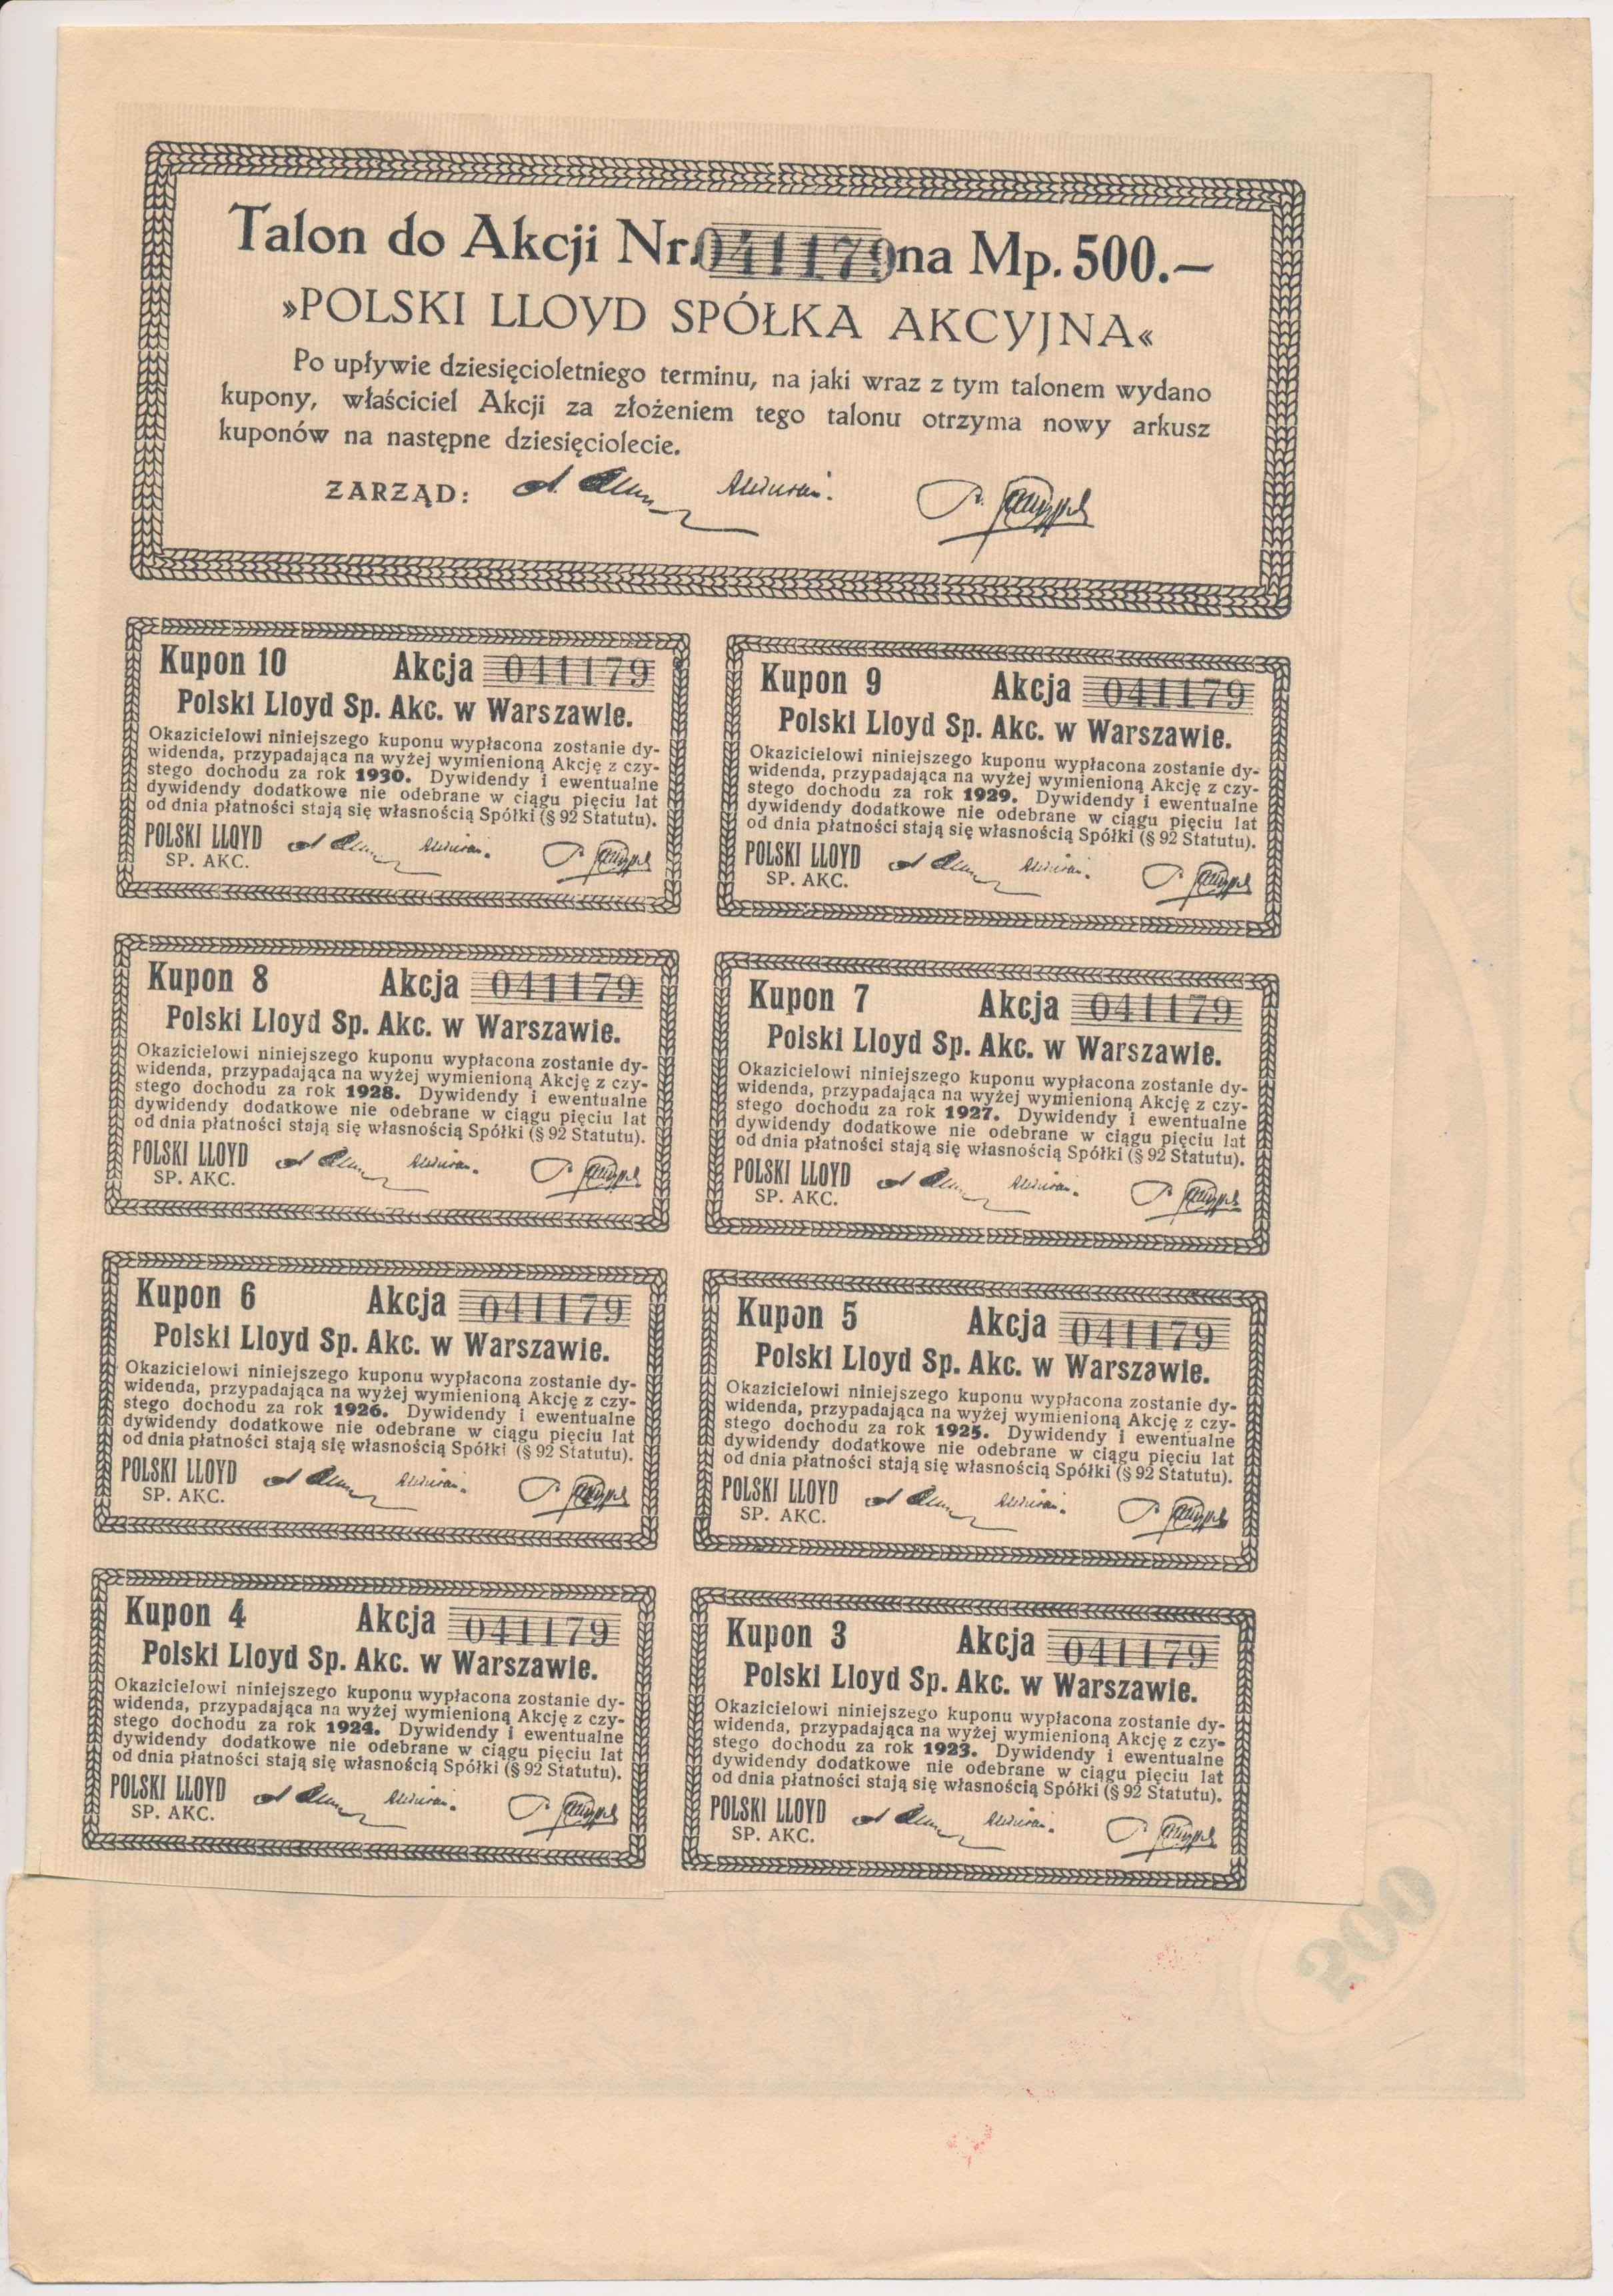 Talon do Akcji Nr. 041179 na Mp. 500.—
»POLSKI LLOYD SPÓŁKA AKCYJNA«
Po upływie dziesięcioletniego terminu, na jaki wraz z tym talonem wydano
kupony, właściciel Akcji za złożeniem tego talonu otrzyma nowy arkusz
kuponów na następne dziesięciolecie.
ZARZĄD:
Kupon 10 Akcja 041179
Polski Lloyd Sp. Akc. w Warszawie.
Okazicielowi niniejszego kuponu wypłacona zostanie dy-
widenda, przypadająca na wyżej wymienioną Akcję z czy-
stego dochodu za rok 1930. Dywidendy i ewentualne
dywidendy dodatkowe nie odebrane w ciągu pięciu lat
od dnia płatności stają się własnością Spółki (§ 92 Statutu).
POLSKI LLOYD
SP. AKC.
Kupon 9 Akcja 041179
Polski Lloyd Sp. Akc. w Warszawie.
Okazicielowi niniejszego kuponu wypłacona zostanie dy-
widenda, przypadająca na wyżej wymienioną Akcję z czy-
stego dochodu za rok 1929. Dywidendy i ewentualne
dywidendy dodatkowe nie odebrane w ciągu pięciu lat
od dnia płatności stają się własnością Spółki (§ 92 Statutu).
POLSKI LLOYD
SP. AKC.
Kupon 8 Akcja 041179
Polski Lloyd Sp. Akc. w Warszawie.
Okazicielowi niniejszego kuponu wypłacona zostanie dy-
widenda, przypadająca na wyżej wymienioną Akcję z czy-
stego dochodu za rok 1928. Dywidendy i ewentualne
dywidendy dodatkowe nie odebrane w ciągu pięciu lat
od dnia płatności stają się własnością Spółki (§ 92 Statutu).
POLSKI LLOYD
SP. AKC.
Kupon 7 Akcja 041179
Polski Lloyd Sp. Akc. w Warszawie.
Okazicielowi niniejszego kuponu wypłacona zostanie dy-
widenda, przypadająca na wyżej wymienioną Akcję z czy-
stego dochodu za rok 1927. Dywidendy i ewentualne
dywidendy dodatkowe nie odebrane w ciągu pięciu lat
od dnia płatności stają się własnością Spółki (§ 92 Statutu).
POLSKI LLOYD
SP. AKC.
Kupon 6 Akcja 041179
Polski Lloyd Sp. Akc. w Warszawie.
Okazicielowi niniejszego kuponu wypłacona zostanie dy-
widenda, przypadająca na wyżej wymienioną Akcję z czy-
stego dochodu za rok 1926. Dywidendy i ewentualne
dywidendy dodatkowe nie odebrane w ciągu pięciu lat
od dnia płatności stają się własnością Spółki (§ 92 Statutu).
POLSKI LLOYD
SP. AKC.
Kupon 5 Akcja 041179
Polski Lloyd Sp. Akc. w Warszawie.
Okazicielowi niniejszego kuponu wypłacona zostanie dy-
widenda, przypadająca na wyżej wymienioną Akcję z czy-
stego dochodu za rok 1925. Dywidendy i ewentualne
dywidendy dodatkowe nie odebrane w ciągu pięciu lat
od dnia płatności stają się własnością Spółki (§ 92 Statutu).
POLSKI LLOYD
SP. AKC.
Kupon 4 Akcja 041179
Polski Lloyd Sp. Akc. w Warszawie.
Okazicielowi niniejszego kuponu wypłacona zostanie dy-
widenda, przypadająca na wyżej wymienioną Akcję z czy-
stego dochodu za rok 1924. Dywidendy i ewentualne
dywidendy dodatkowe nie odebrane w ciągu pięciu lat
od dnia płatności stają się własnością Spółki (§ 92 Statutu).
POLSKI LLOYD
SP. AKC.
Kupon 3 Akcja 041179
Polski Lloyd Sp. Akc. w Warszawie.
Okazicielowi niniejszego kuponu wypłacona zostanie dy-
widenda, przypadająca na wyżej wymienioną Akcję z czy-
stego dochodu za rok 1923. Dywidendy i ewentualne
dywidendy dodatkowe nie odebrane w ciągu pięciu lat
od dnia płatności stają się własnością Spółki (§ 92 Statutu).
POLSKI LLOYD
SP. AKC.
500